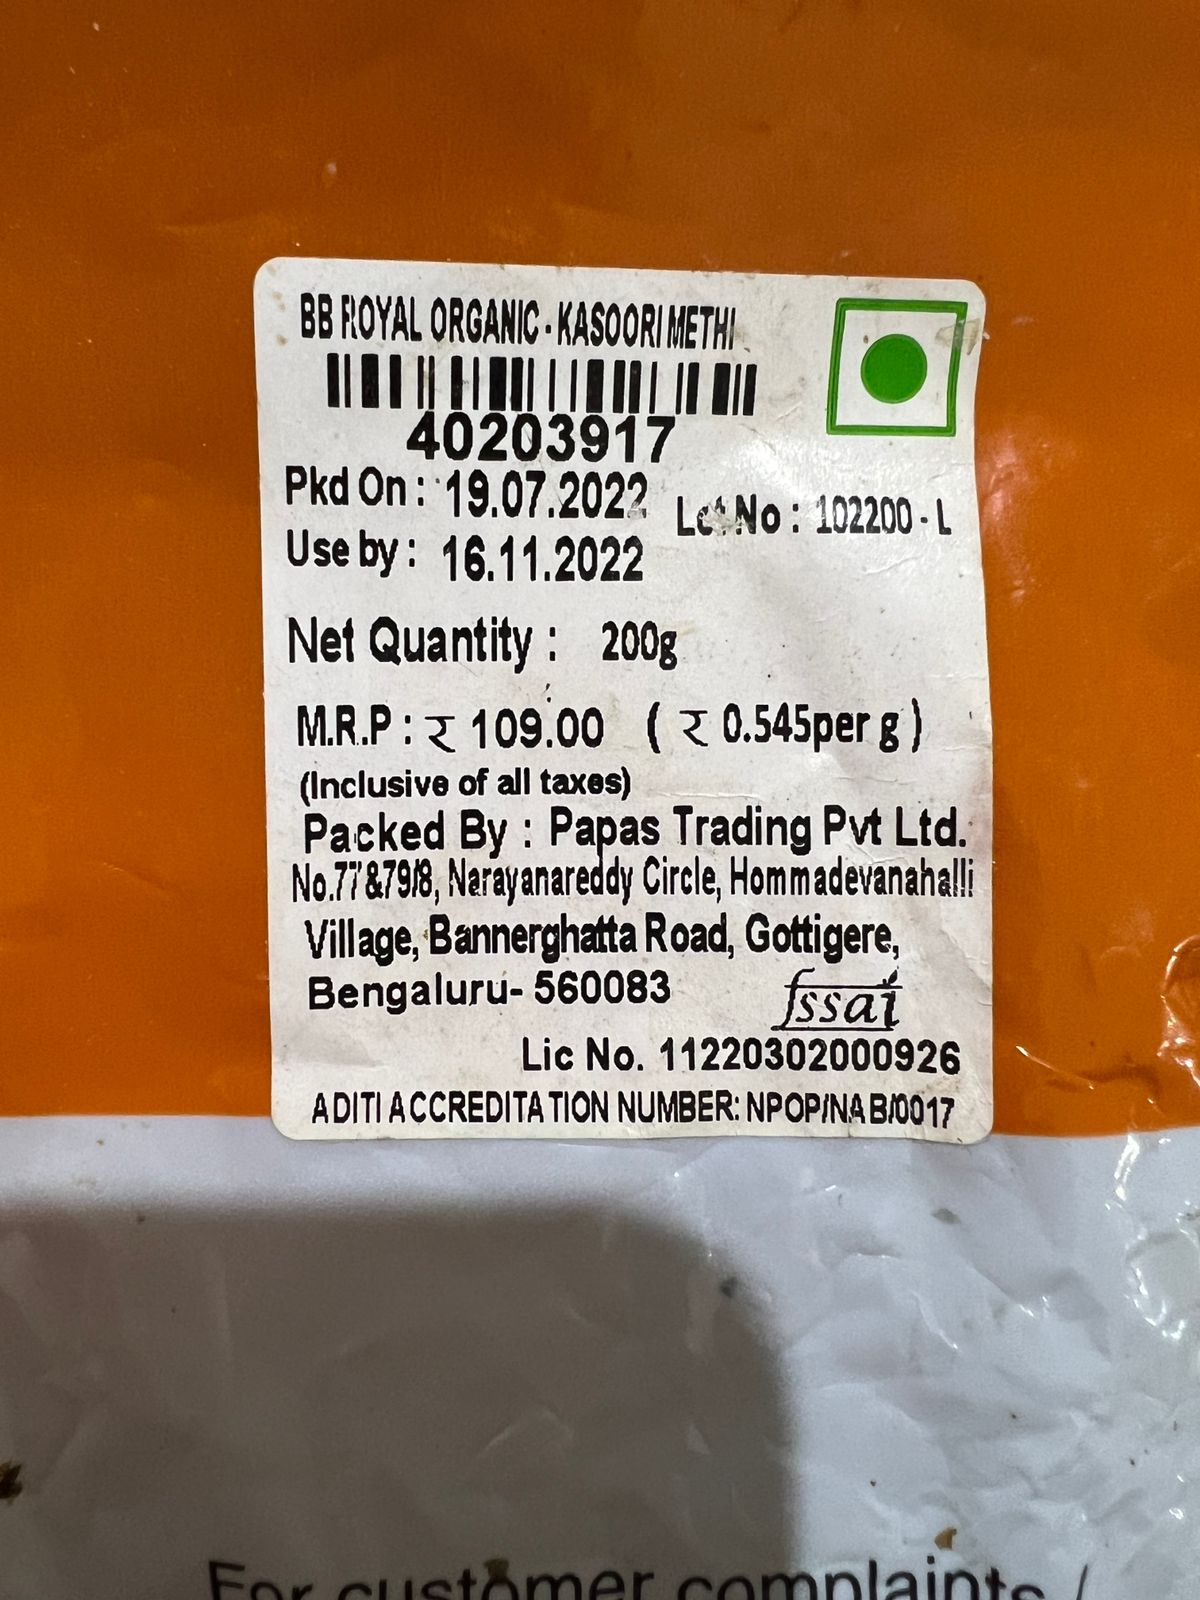 BB ROYAL ORGANIC - KASOORI METHI
40203917
Pkd On : 19.07.2022
Lot No : 102200 - L
Use by : 16.11.2022
Net Quantity : 200g
M.R.P : ₹ 109.00 ( ₹ 0.545per g )
(Inclusive of all taxes)
Packed By : Papas Trading Pvt Ltd.
No.77&79/8, Narayanareddy Circle, Hommadevanahalli
Village, Bannerghatta Road, Gottigere,
Bengaluru- 560083
fssai
Lic No. 11220302000926
ADITI ACCREDITATION NUMBER: NPOP/NAB/0017
For customer complaints /